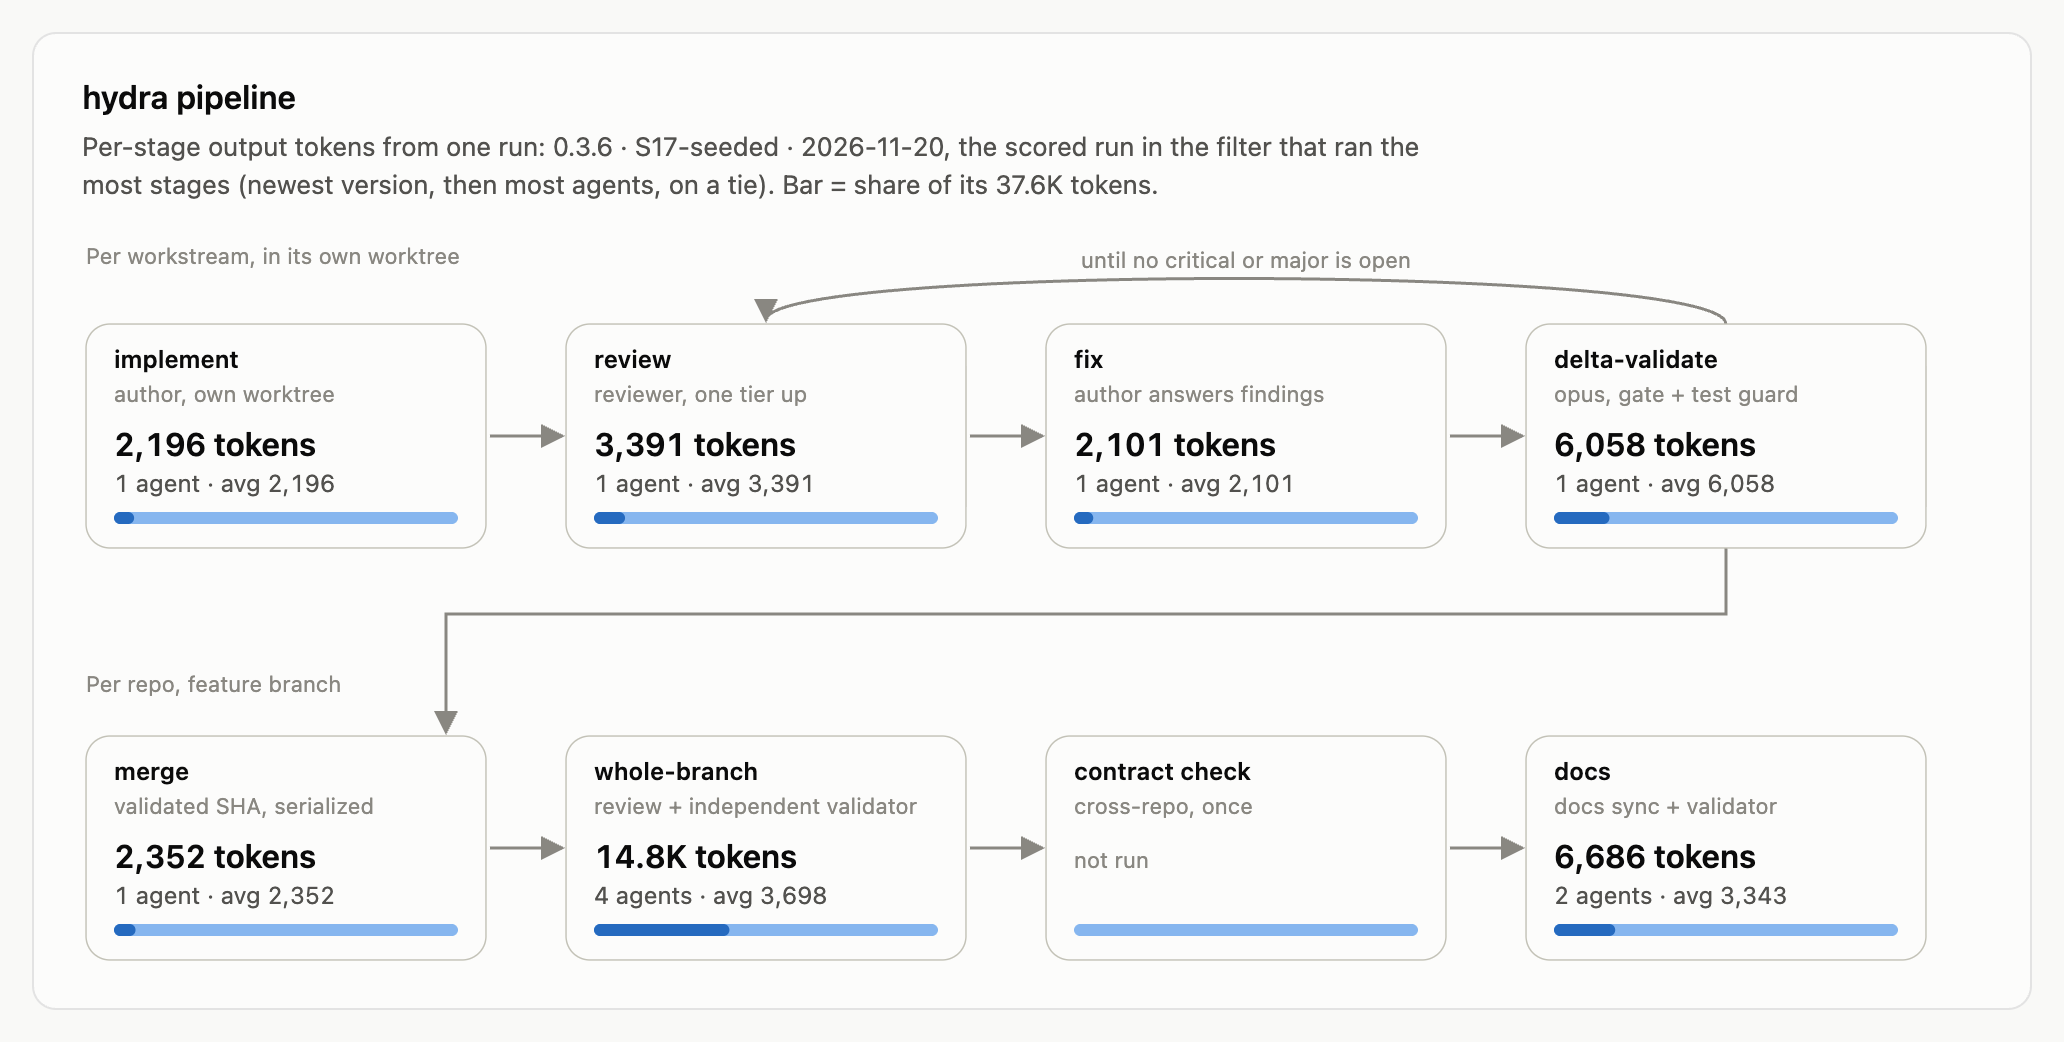 hydra pipeline
Per-stage output tokens from one run: 0.3.6 · S17-seeded · 2026-11-20, the scored run in the filter that ran the
most stages (newest version, then most agents, on a tie). Bar = share of its 37.6K tokens.
Per workstream, in its own worktree
until no critical or major is open
implement
author, own worktree
2,196 tokens
1 agent · avg 2,196
review
reviewer, one tier up
3,391 tokens
1 agent · avg 3,391
fix
author answers findings
2,101 tokens
1 agent · avg 2,101
delta-validate
opus, gate + test guard
6,058 tokens
1 agent · avg 6,058
Per repo, feature branch
merge
validated SHA, serialized
2,352 tokens
1 agent · avg 2,352
whole-branch
review + independent validator
14.8K tokens
4 agents · avg 3,698
contract check
cross-repo, once
not run
docs
docs sync + validator
6,686 tokens
2 agents · avg 3,343